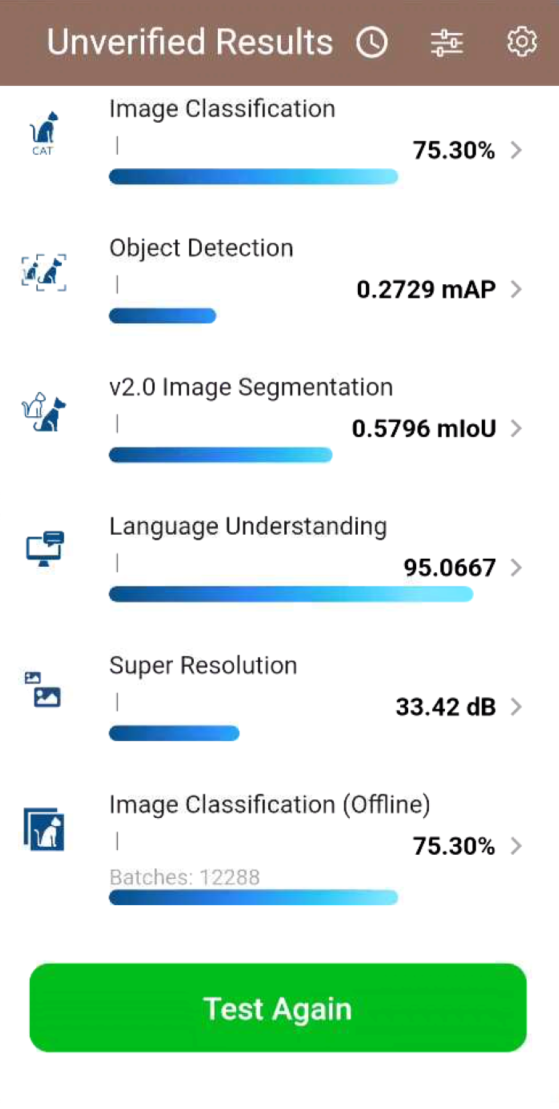 Unverified Results
Image Classification
CAT
|
75.30%
Object Detection
|
0.2729 mAP
v2.0 Image Segmentation
|
0.5796 mIoU
Language Understanding
|
95.0667
Super Resolution
|
33.42 dB
Image Classification (Offline)
|
75.30%
Batches: 12288
Test Again